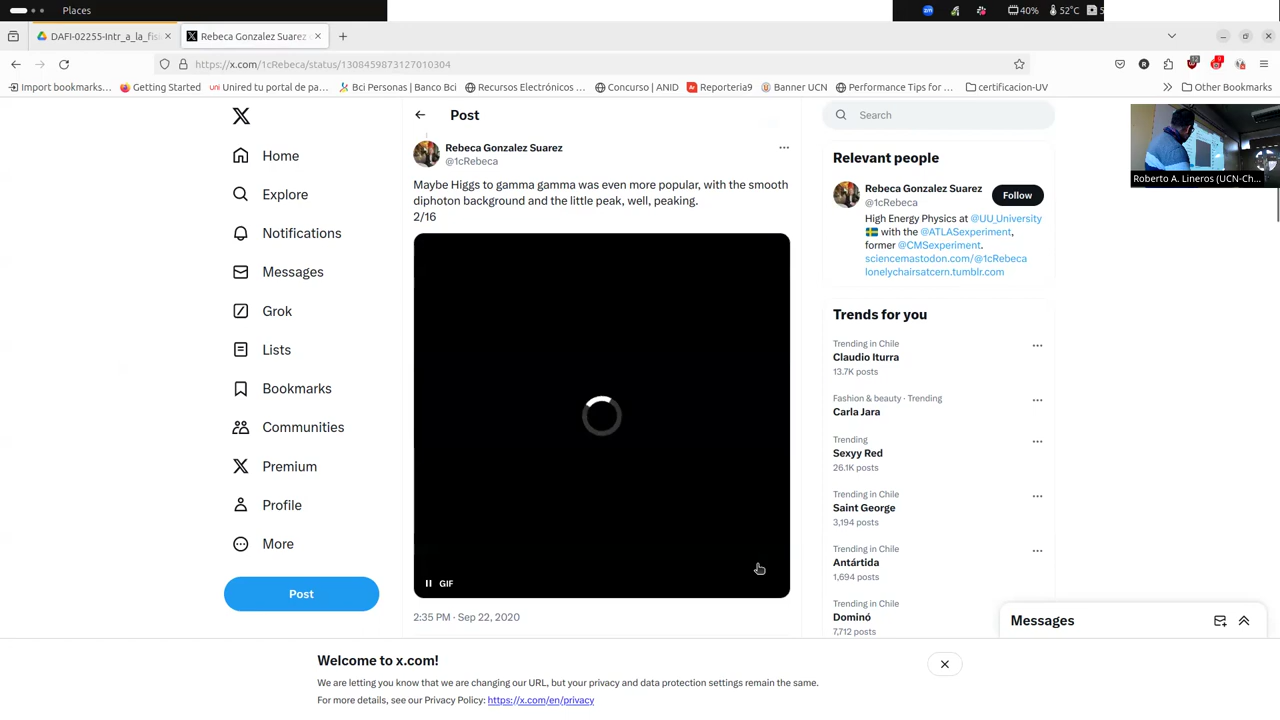 Places
40%
52°C
5
DAFI-02255-Intr_a_la_fis
Rebeca Gonzalez Suarez
https://x.com/1cRebeca/status/1308459873127010304
Import bookmarks...
Getting Started
Unired tu portal de pa...
Bci Personas | Banco Bci
Recursos Electrónicos ...
Concurso | ANID
Reporteria9
Banner UCN
Performance Tips for ...
certificacion-UV
Other Bookmarks
Home
Explore
Notifications
Messages
Grok
Lists
Bookmarks
Communities
Premium
Profile
More
Post
Post
Rebeca Gonzalez Suarez
@1cRebeca
Maybe Higgs to gamma gamma was even more popular, with the smooth
diphoton background and the little peak, well, peaking.
2/16
GIF
2:35 PM · Sep 22, 2020
Search
Relevant people
Rebeca Gonzalez Suarez
@1cRebeca
Follow
High Energy Physics at @UU_University
with the @ATLASexperiment,
former @CMSexperiment.
sciencemastodon.com/@1cRebeca
lonelychairsatcern.tumblr.com
Trends for you
Trending in Chile
Claudio Iturra
13.7K posts
Fashion & beauty · Trending
Carla Jara
Trending
Sexyy Red
26.1K posts
Trending in Chile
Saint George
3,194 posts
Trending in Chile
Antártida
1,694 posts
Trending in Chile
Dominó
7,712 posts
Roberto A. Lineros (UCN-Ch...
Messages
Welcome to x.com!
We are letting you know that we are changing our URL, but your privacy and data protection settings remain the same.
For more details, see our Privacy Policy: https://x.com/en/privacy